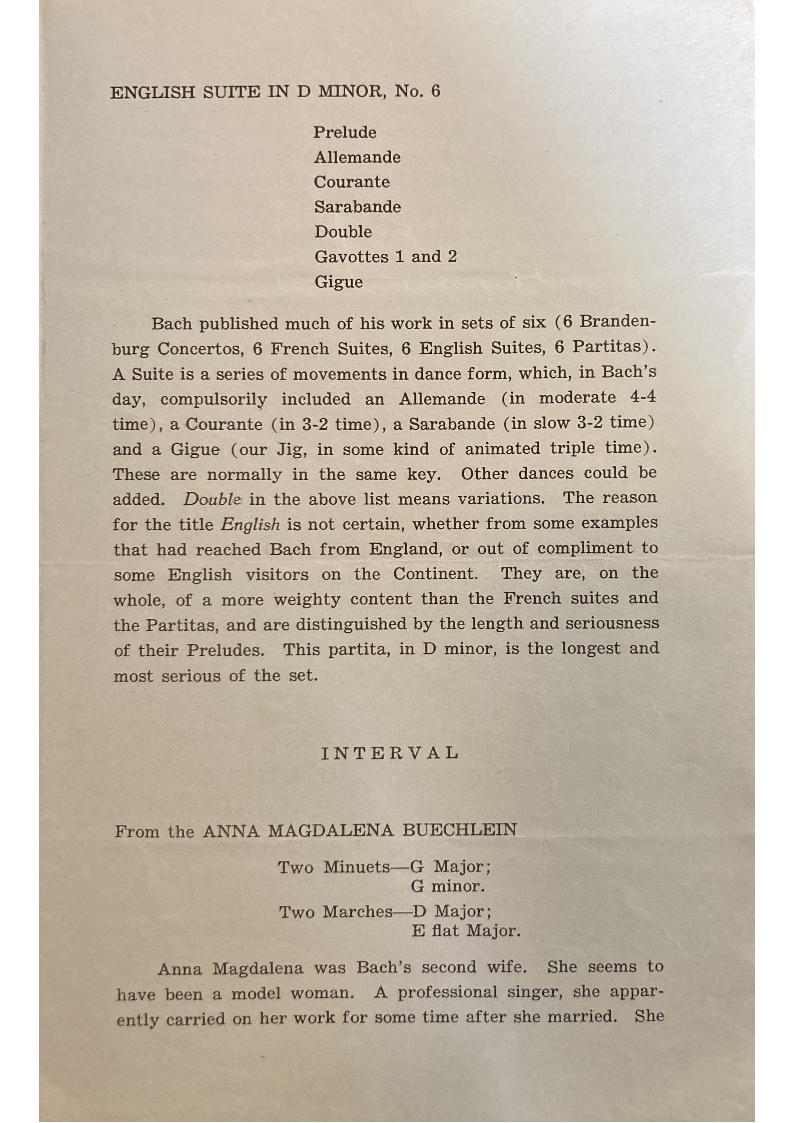 ENGLISH SUITE IN D MINOR, No. 6
Prelude
Allemande
Courante
Sarabande
Double
Gavottes 1 and 2
Gigue
Bach published much of his work in sets of six (6 Branden-
burg Concertos, 6 French Suites, 6 English Suites, 6 Partitas).
A Suite is a series of movements in dance form, which, in Bach's
day, compulsorily included an Allemande (in moderate 4-4
time), a Courante (in 3-2 time), a Sarabande (in slow 3-2 time)
and a Gigue (our Jig, in some kind of animated triple time).
These are normally in the same key. Other dances could be
added. Double in the above list means variations. The reason
for the title English is not certain, whether from some examples
that had reached Bach from England, or out of compliment to
some English visitors on the Continent. They are, on the
whole, of a more weighty content than the French suites and
the Partitas, and are distinguished by the length and seriousness
of their Preludes. This partita, in D minor, is the longest and
most serious of the set.
INTERVAL
From the ANNA MAGDALENA BUECHLEIN
Two Minuets—G Major;
G minor.
Two Marches—D Major;
E flat Major.
Anna Magdalena was Bach's second wife. She seems to
have been a model woman. A professional singer, she appar-
ently carried on her work for some time after she married. She